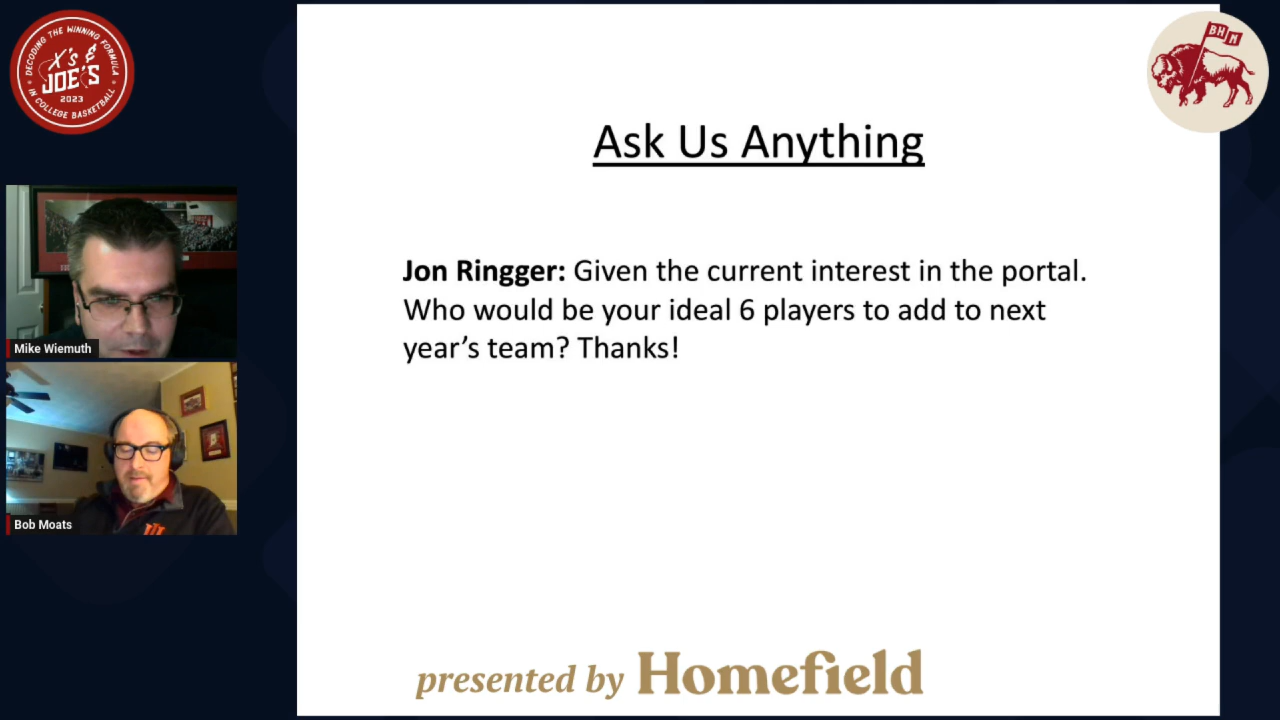 DECODING THE WINNING FORMULA
X's &
JOE'S
2023
IN COLLEGE BASKETBALL
BHM
Ask Us Anything
Jon Ringger: Given the current interest in the portal.
Who would be your ideal 6 players to add to next
year's team? Thanks!
Mike Wiemuth
Bob Moats
presented by Homefield